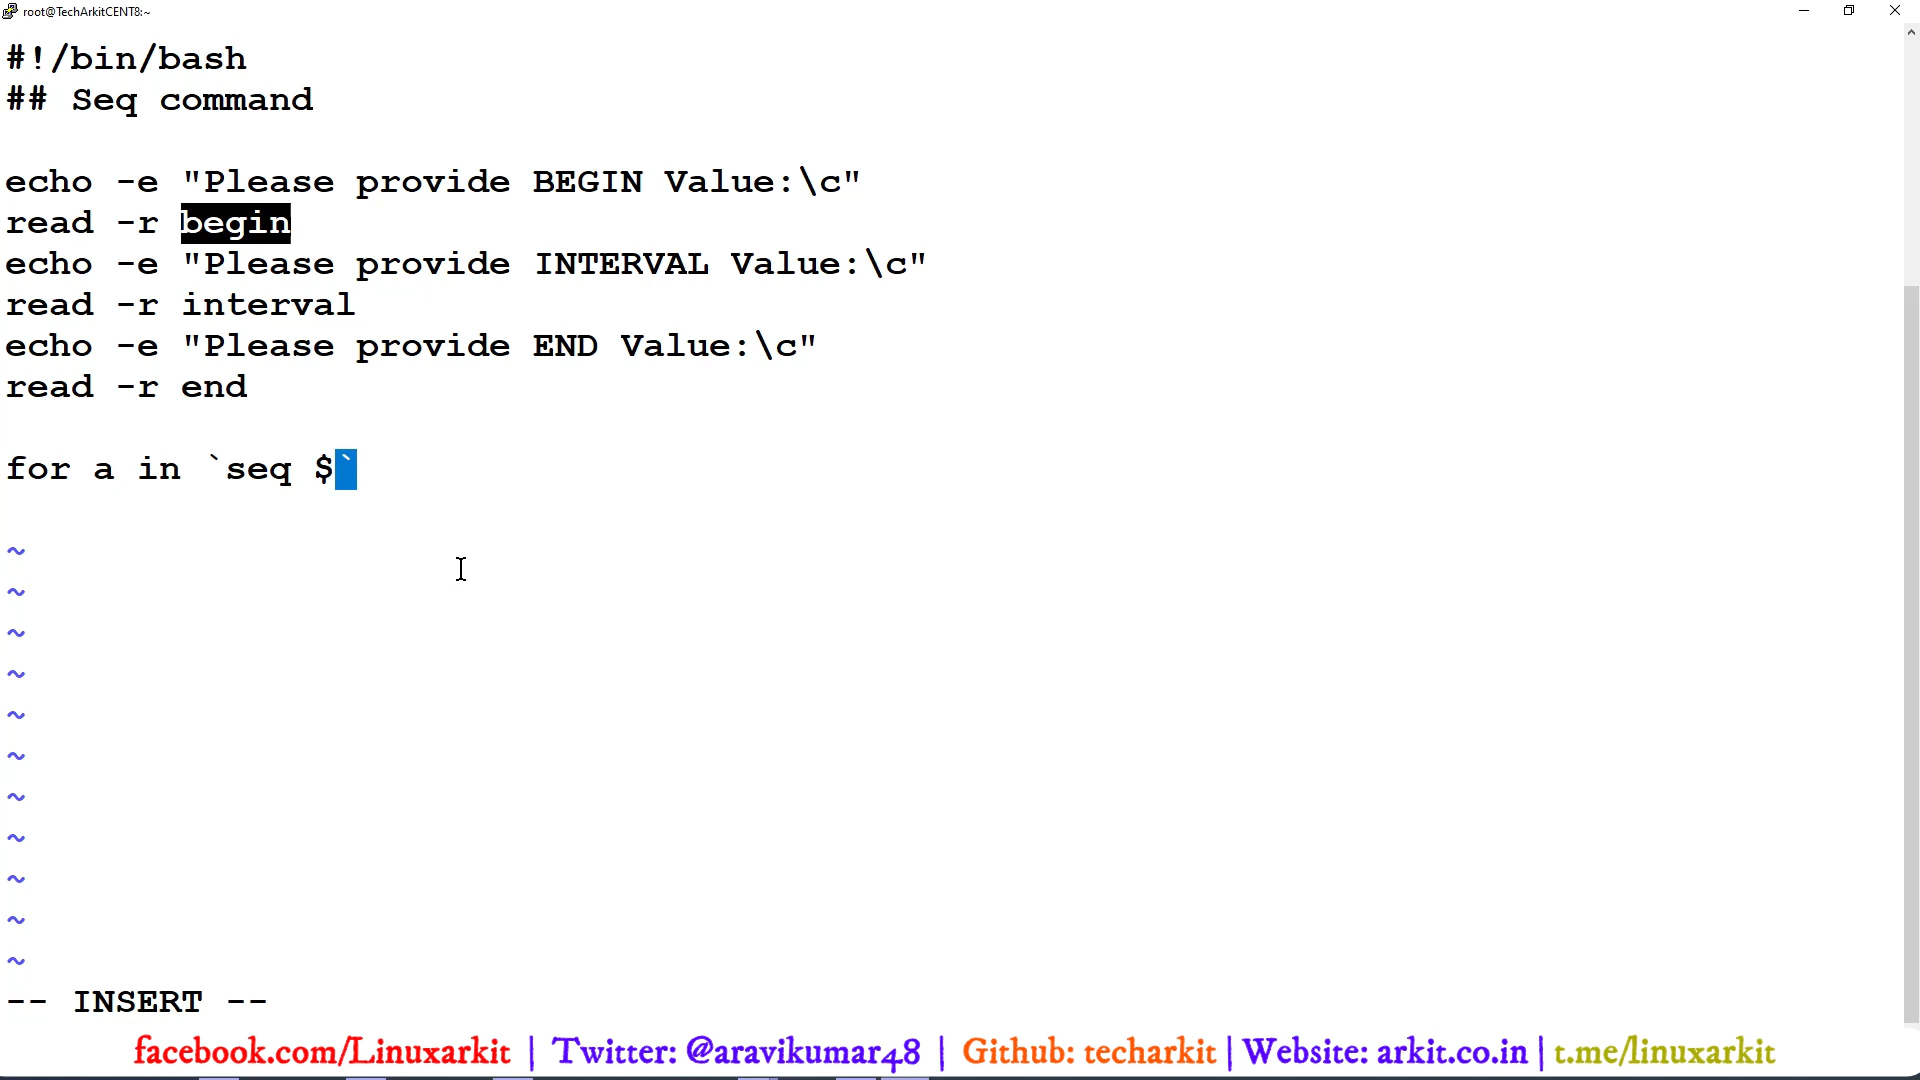 root@TechArkitCENT8:~
#!/bin/bash
## Seq command
echo -e "Please provide BEGIN Value:\c"
read -r begin
echo -e "Please provide INTERVAL Value:\c"
read -r interval
echo -e "Please provide END Value:\c"
read -r end
for a in `seq $`
~
~
~
~
~
~
~
~
~
~
~
-- INSERT --
facebook.com/Linuxarkit | Twitter: @aravikumar48 | Github: techarkit | Website: arkit.co.in | t.me/linuxarkit